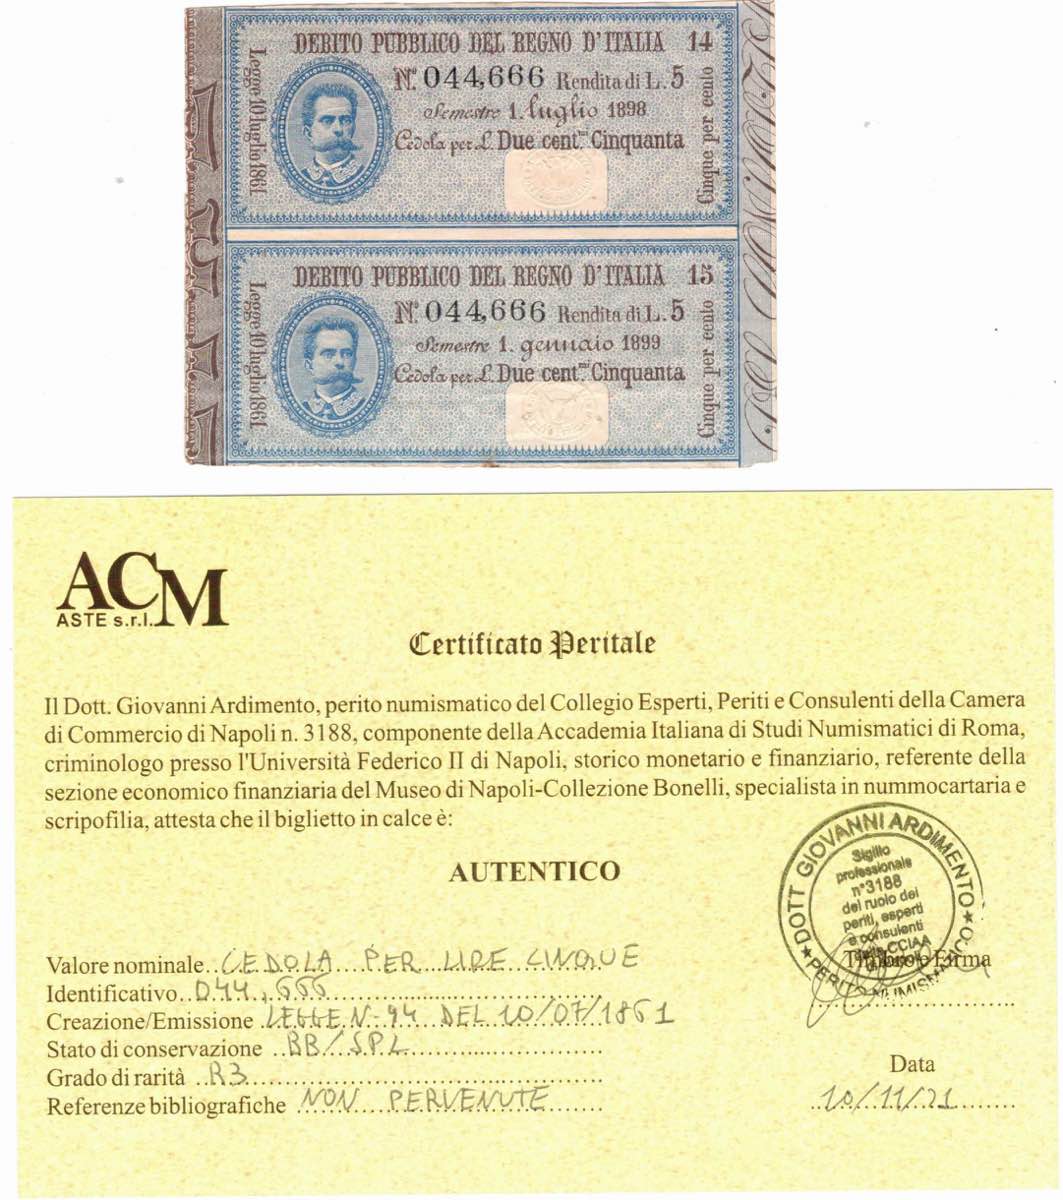 DEBITO PUBBLICO DEL REGNO D'ITALIA 14
Legge 10 luglio 1861
N.º 044,666 Rendita di L. 5
Semestre 1. luglio 1898
Cedola per L. Due cent.mi Cinquanta
Cinque per cento
DEBITO PUBBLICO DEL REGNO D'ITALIA 15
Legge 10 luglio 1861
N.º 044,666 Rendita di L. 5
Semestre 1. gennaio 1899
Cedola per L. Due cent.mi Cinquanta
Cinque per cento
ACM
ASTE s.r.l.
Certificato Peritale
Il Dott. Giovanni Ardimento, perito numismatico del Collegio Esperti, Periti e Consulenti della Camera
di Commercio di Napoli n. 3188, componente della Accademia Italiana di Studi Numismatici di Roma,
criminologo presso l'Università Federico II di Napoli, storico monetario e finanziario, referente della
sezione economico finanziaria del Museo di Napoli-Collezione Bonelli, specialista in nummocartaria e
scripofilia, attesta che il biglietto in calce è:
AUTENTICO
DOTT GIOVANNI ARDIMENTO
PERITO NUMISMATICO
Sigillo
professionale
n°3188
del ruolo dei
periti, esperti
e consulenti
della CCIAA
Timbro e Firma
Valore nominale CEDOLA PER LIRE CINQUE
Identificativo 044,666
Creazione/Emissione LEGGE N-94 DEL 10/07/1861
Stato di conservazione BB/SPL
Grado di rarità R3
Referenze bibliografiche NON PERVENUTE
Data
10/11/21